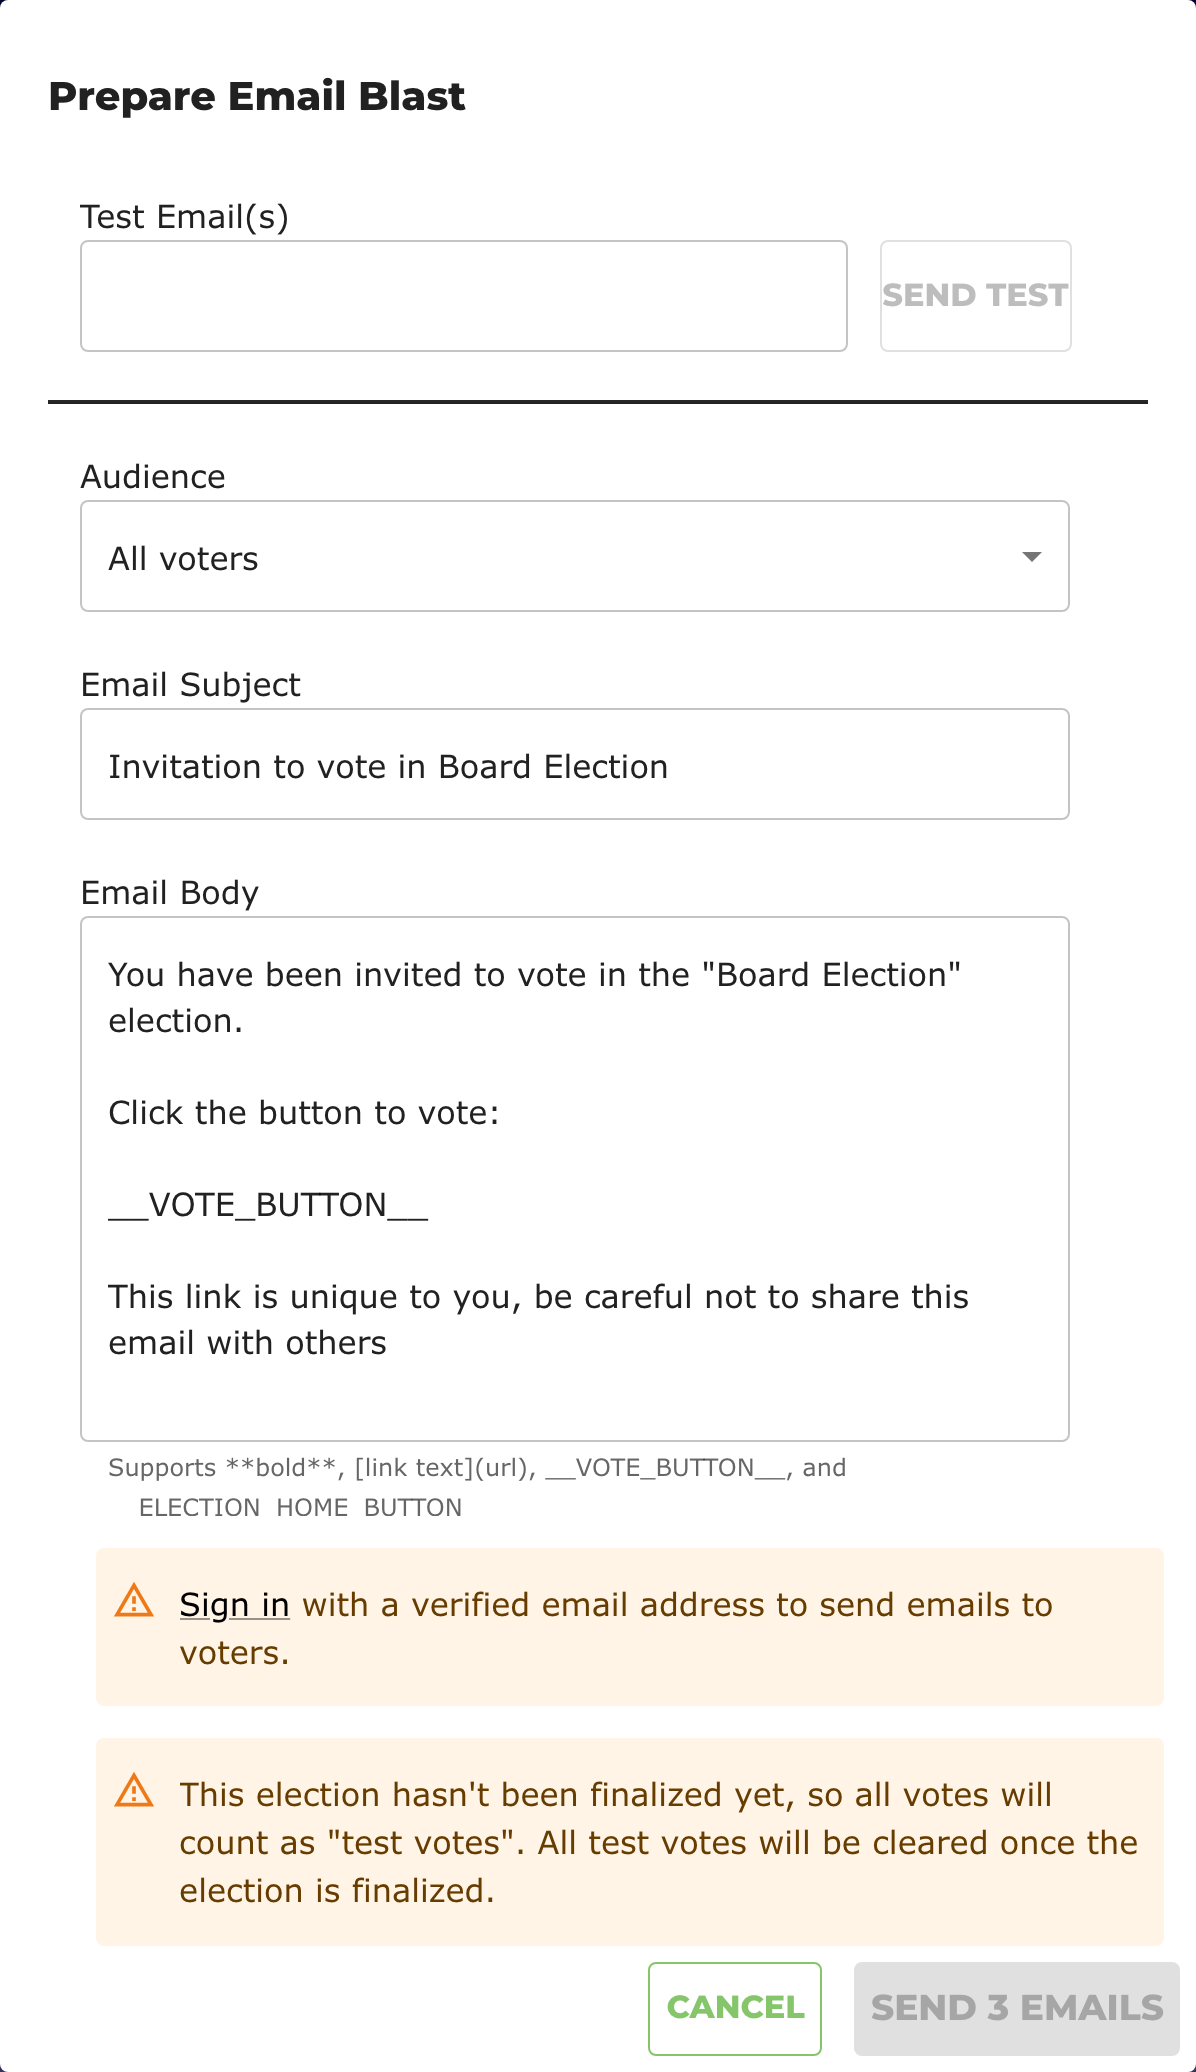 Prepare Email Blast
Test Email(s)
SEND TEST
Audience
All voters
Email Subject
Invitation to vote in Board Election
Email Body
You have been invited to vote in the "Board Election"
election.
Click the button to vote:
__VOTE_BUTTON__
This link is unique to you, be careful not to share this
email with others
Supports **bold**, [link text](url), __VOTE_BUTTON__, and
ELECTION HOME BUTTON
Sign in with a verified email address to send emails to
voters.
This election hasn't been finalized yet, so all votes will
count as "test votes". All test votes will be cleared once the
election is finalized.
CANCEL
SEND 3 EMAILS